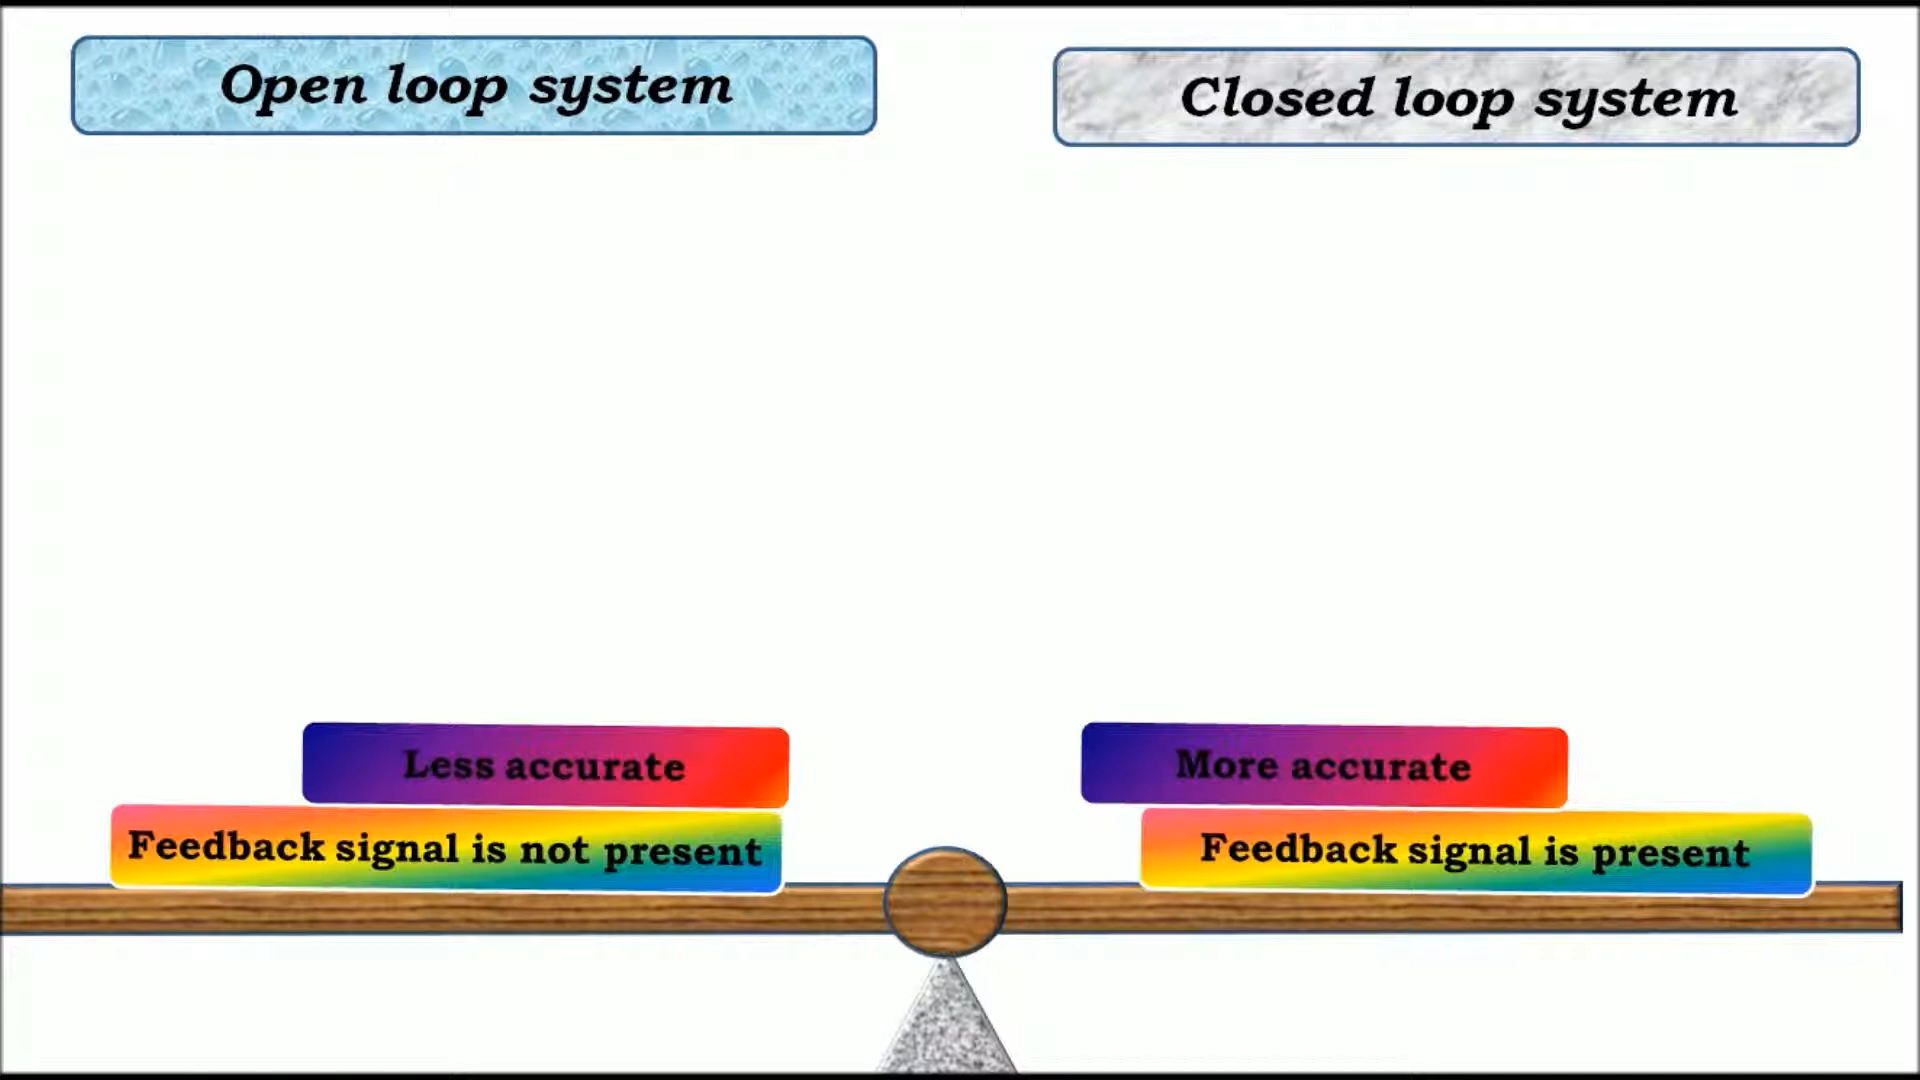 Open loop system
Closed loop system
Less accurate
More accurate
Feedback signal is not present
Feedback signal is present